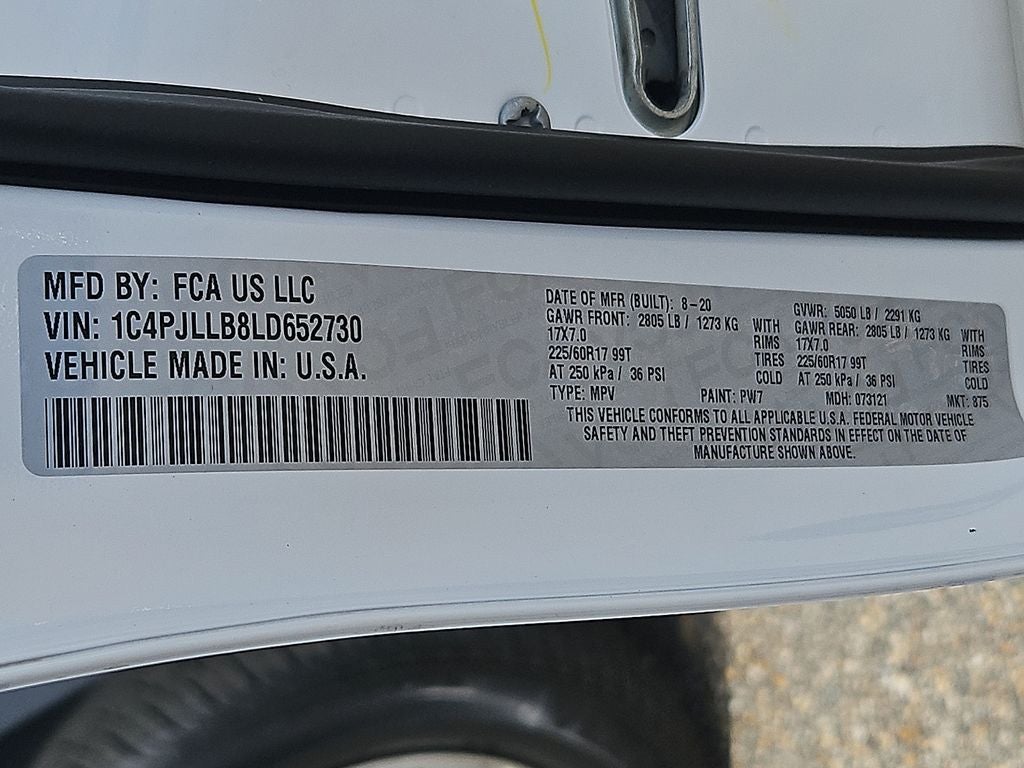 MFD BY: FCA US LLC
VIN: 1C4PJLLB8LD652730
VEHICLE MADE IN: U.S.A.
DATE OF MFR (BUILT): 8-20 GVWR: 5050 LB / 2291 KG
GAWR FRONT: 2805 LB / 1273 KG WITH GAWR REAR: 2805 LB / 1273 KG WITH
17X7.0 RIMS 17X7.0 RIMS
225/60R17 99T TIRES 225/60R17 99T TIRES
AT 250 kPa / 36 PSI COLD AT 250 kPa / 36 PSI COLD
TYPE: MPV PAINT: PW7 MDH: 073121 MKT: 875
THIS VEHICLE CONFORMS TO ALL APPLICABLE U.S.A. FEDERAL MOTOR VEHICLE
SAFETY AND THEFT PREVENTION STANDARDS IN EFFECT ON THE DATE OF
MANUFACTURE SHOWN ABOVE.